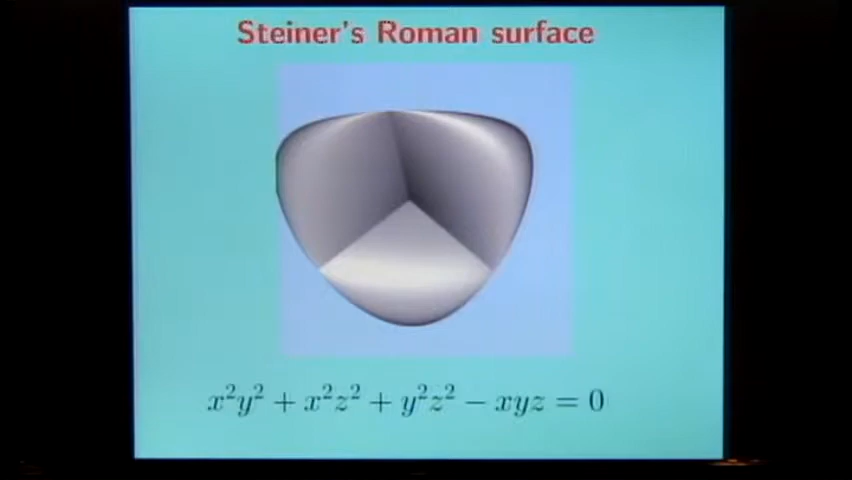 Steiner's Roman surface
x²y² + x²z² + y²z² − xyz = 0